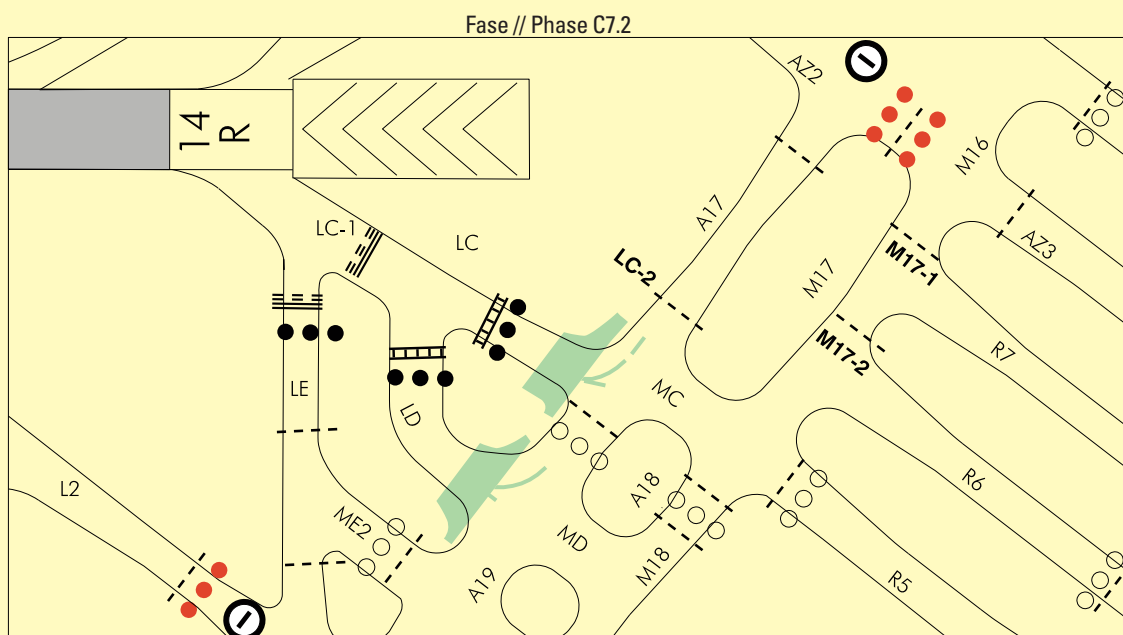 Fase // Phase C7.2
14
R
AZ2
M16
LC-1
LC
A17
AZ3
LC-2
M17
M17-1
M17-2
R7
LE
LD
MC
R6
L2
A18
ME2
MD
M18
A19
R5